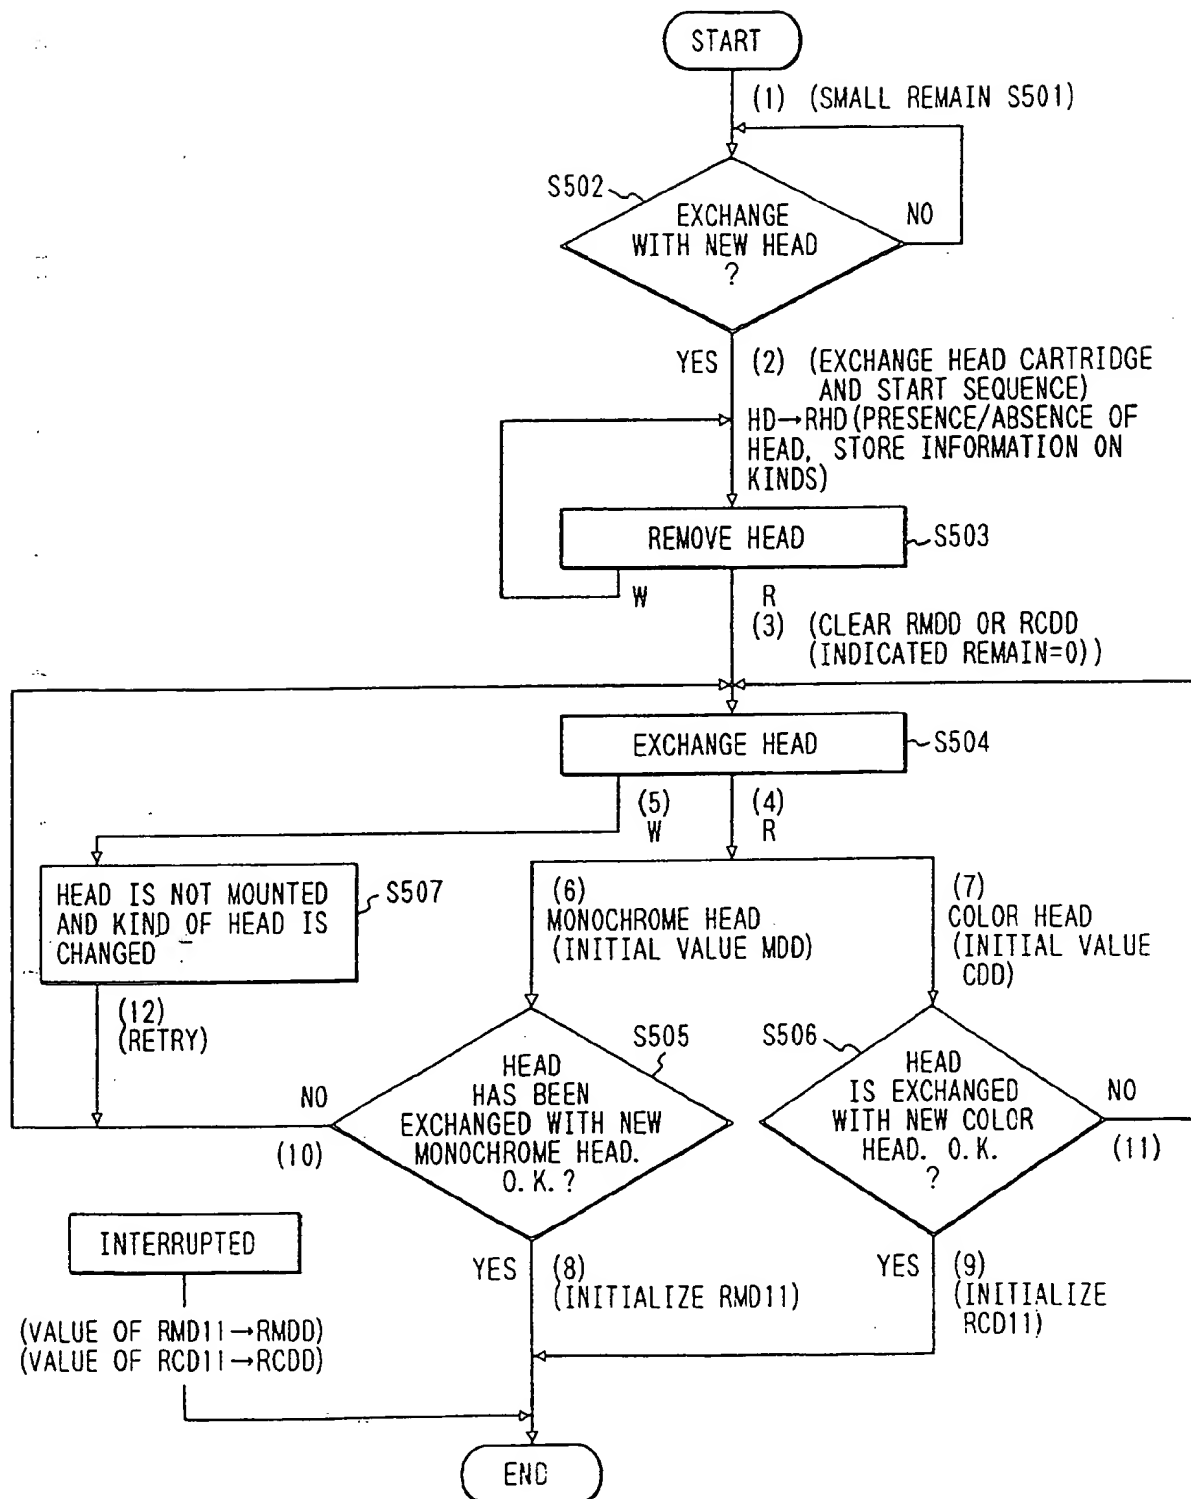 START
(1) (SMALL REMAIN S501)
S502
EXCHANGE
WITH NEW HEAD
?
NO
YES
(2) (EXCHANGE HEAD CARTRIDGE
AND START SEQUENCE)
HD→RHD(PRESENCE/ABSENCE OF
HEAD, STORE INFORMATION ON
KINDS)
REMOVE HEAD
S503
W
R
(3) (CLEAR RMDD OR RCDD
(INDICATED REMAIN=0))
EXCHANGE HEAD
S504
(5)
W
(4)
R
HEAD IS NOT MOUNTED
AND KIND OF HEAD IS
CHANGED
S507
(12)
(RETRY)
(6)
MONOCHROME HEAD
(INITIAL VALUE MDD)
(7)
COLOR HEAD
(INITIAL VALUE
CDD)
S505
HEAD
HAS BEEN
EXCHANGED WITH NEW
MONOCHROME HEAD.
O.K.?
NO
(10)
S506
HEAD
IS EXCHANGED
WITH NEW COLOR
HEAD. O.K.
?
NO
(11)
INTERRUPTED
(VALUE OF RMD11→RMDD)
(VALUE OF RCD11→RCDD)
YES
(8)
(INITIALIZE RMD11)
YES
(9)
(INITIALIZE
RCD11)
END